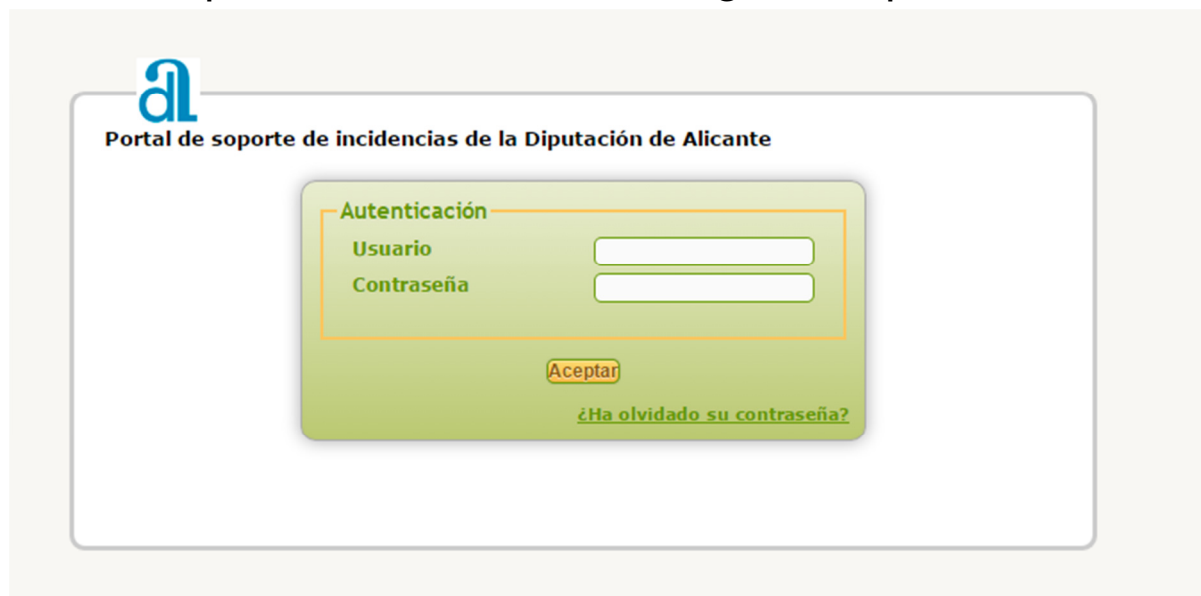 Portal de soporte de incidencias de la Diputación de Alicante
Autenticación
Usuario
Contraseña
Aceptar
¿Ha olvidado su contraseña?